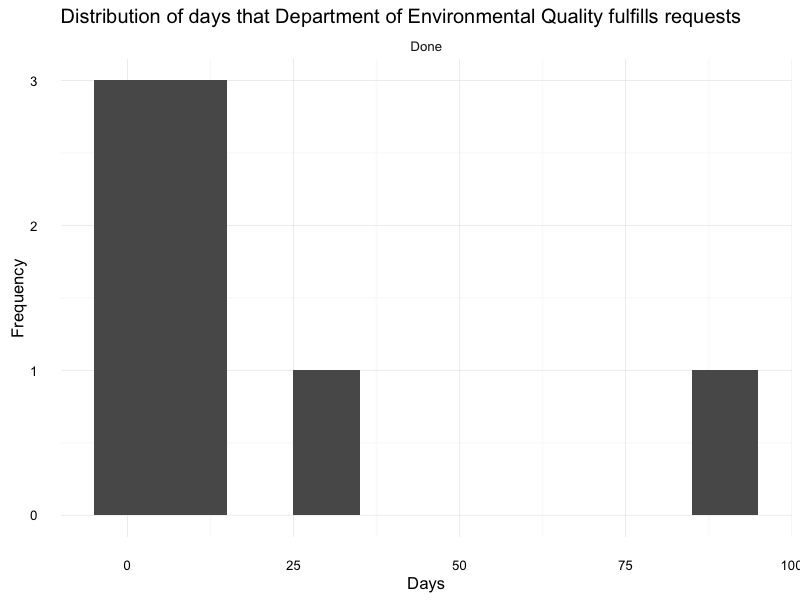 Distribution of days that Department of Environmental Quality fulfills requests
Done
3
2
1
0
Frequency
0 25 50 75 100
Days